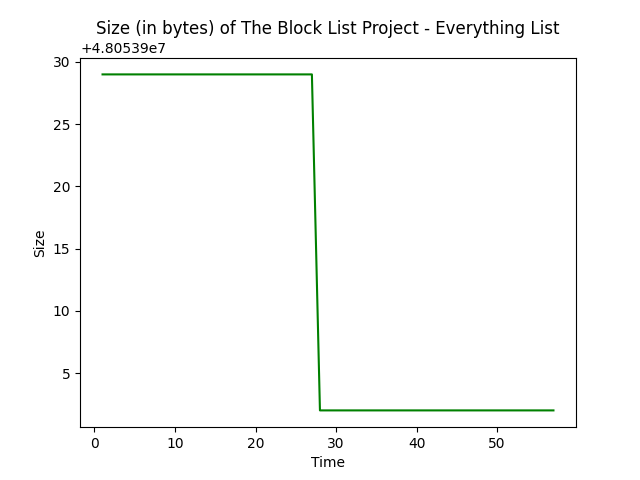 Size (in bytes) of The Block List Project - Everything List
+4.80539e7
30
25
20
15
10
5
Size
0 10 20 30 40 50
Time